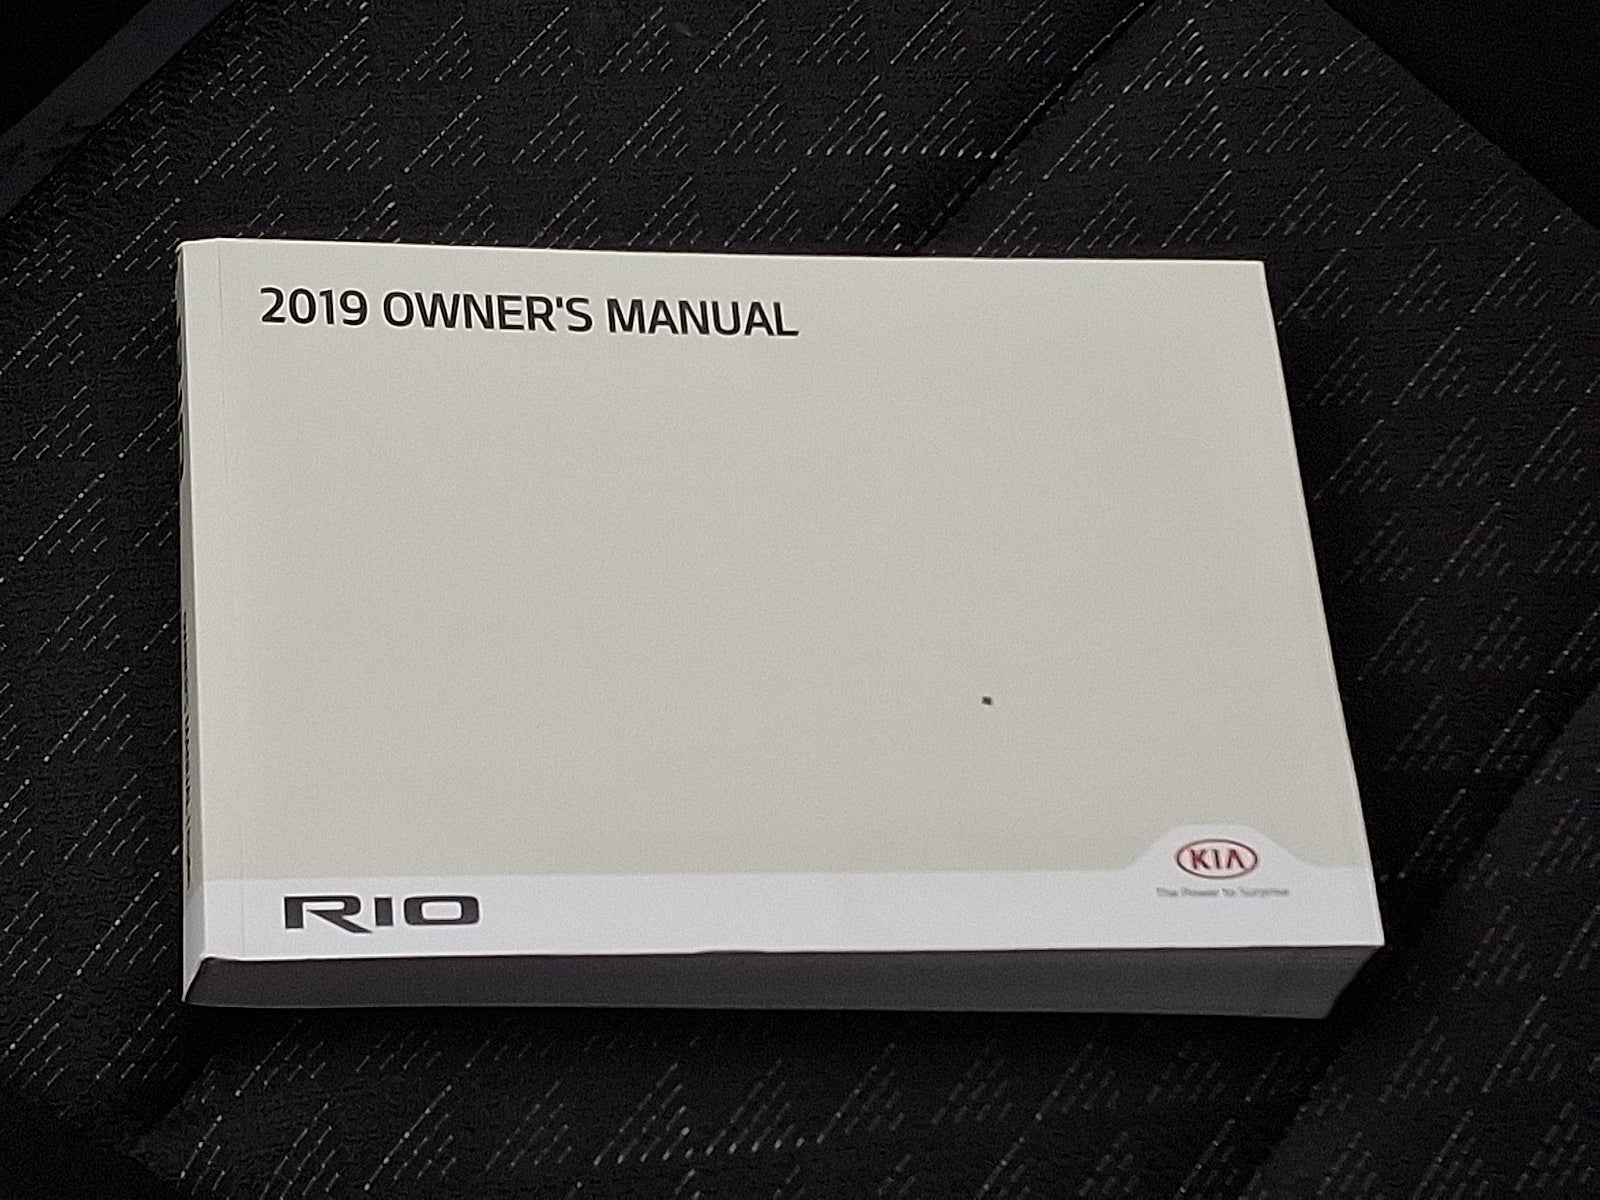 2019 OWNER'S MANUAL
RIO
KIA
The Power to Surprise